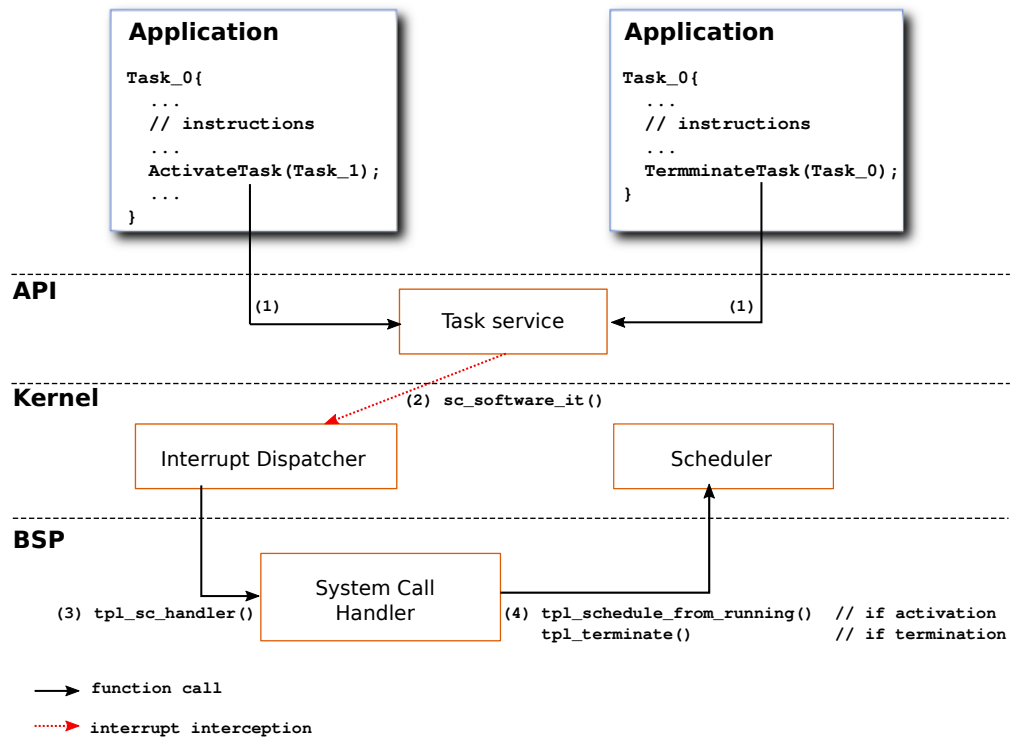 Application
Task_0{
...
// instructions
...
ActivateTask(Task_1);
...
}
Application
Task_0{
...
// instructions
...
TermminateTask(Task_0);
}
API
(1)
Task service
(1)
Kernel
(2) sc_software_it()
Interrupt Dispatcher
Scheduler
BSP
System Call
Handler
(3) tpl_sc_handler()
(4) tpl_schedule_from_running() // if activation
tpl_terminate() // if termination
function call
interrupt interception